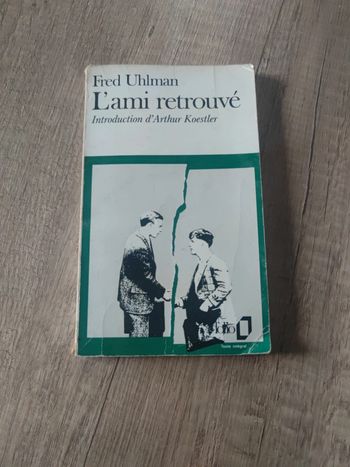 Fred Uhlman
L'ami retrouvé
Introduction d'Arthur Koestler
folio
Texte intégral